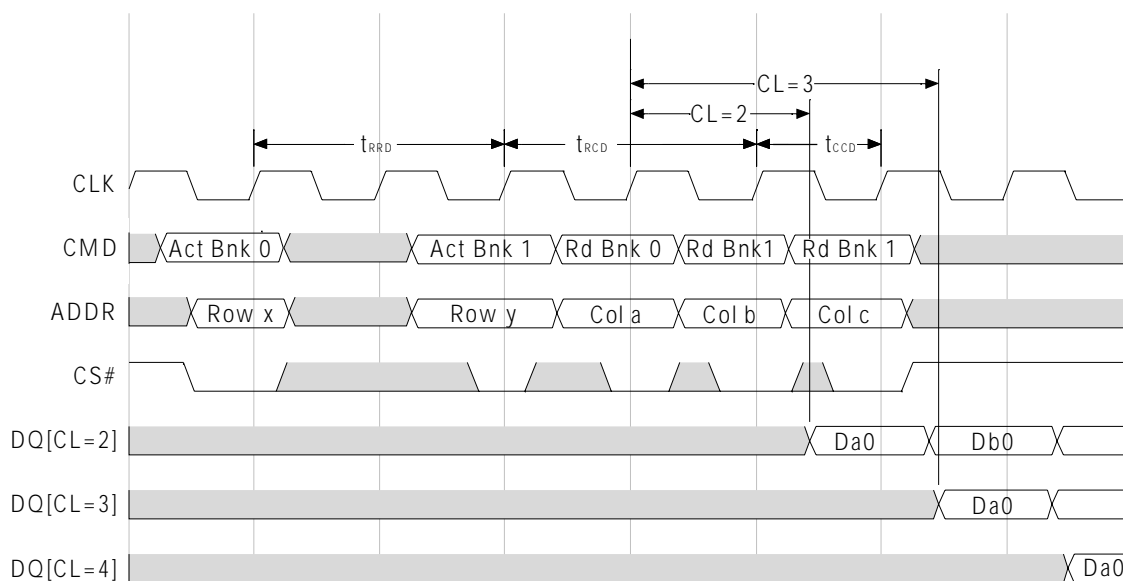 CL=3
CL=2
tRRD tRCD tCCD
CLK
CMD Act Bnk 0 Act Bnk 1 Rd Bnk 0 Rd Bnk1 Rd Bnk 1
ADDR Row x Row y Col a Col b Col c
CS#
DQ[CL=2] Da0 Db0
DQ[CL=3] Da0
DQ[CL=4] Da0